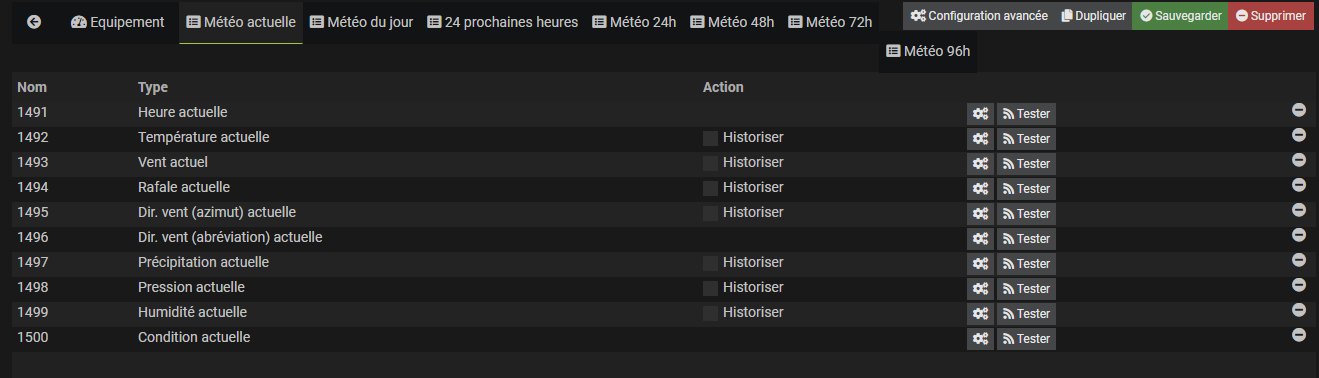 Equipement Météo actuelle Météo du jour 24 prochaines heures Météo 24h Météo 48h Météo 72h Configuration avancée Dupliquer Sauvegarder Supprimer
Météo 96h
Nom Type Action
1491 Heure actuelle Tester
1492 Température actuelle Historiser Tester
1493 Vent actuel Historiser Tester
1494 Rafale actuelle Historiser Tester
1495 Dir. vent (azimut) actuelle Historiser Tester
1496 Dir. vent (abréviation) actuelle Tester
1497 Précipitation actuelle Historiser Tester
1498 Pression actuelle Historiser Tester
1499 Humidité actuelle Historiser Tester
1500 Condition actuelle Tester